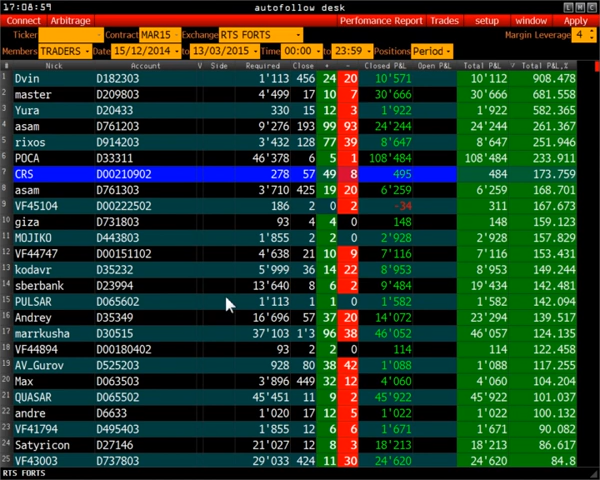 17:08:59 autofollow desk L M C
Connect Arbitrage Perfomance Report Trades setup window Apply
Ticker Contract MAR15 Exchange RTS FORTS Margin Leverage 4
Members TRADERS Date 15/12/2014 to 13/03/2015 Time 00:00 to 23:59 Positions Period
# Nick Account V Side Required Close + - Closed P&L Open P&L Total P&L V Total P&L,%
1 Dvin D182303 1'113 456 24 20 10'571 10'112 908.478
2 master D209803 4'499 17 10 7 30'666 30'666 681.558
3 Yura D20433 330 15 12 3 1'922 1'922 582.365
4 asam D761203 9'276 193 99 93 24'244 24'244 261.367
5 rixos D914203 3'432 128 77 39 8'647 8'647 251.946
6 POCA D33311 46'378 6 5 1 108'484 108'484 233.911
7 CRS D00210902 278 57 49 8 495 484 173.759
8 asam D761303 3'710 425 19 20 6'259 6'259 168.701
9 VF45104 D00222502 186 2 0 2 -34 311 167.673
10 giza D731803 93 4 4 0 148 148 159.123
11 MOJIKO D443803 1'855 2 2 0 2'928 2'928 157.829
12 VF44747 D00151102 4'638 21 10 9 7'116 7'116 153.431
13 kodavr D35232 5'999 36 14 22 8'953 8'953 149.244
14 sberbank D23994 13'640 8 6 2 9'484 19'434 142.481
15 PULSAR D065602 1'113 1 1 0 1'582 1'582 142.094
16 Andrey D35349 16'696 57 37 20 14'072 23'294 139.517
17 marrkusha D30515 37'103 1'3 96 38 46'052 46'057 124.135
18 VF44894 D00180402 93 2 2 0 114 114 122.458
19 AV_Gurov D525203 928 80 38 42 1'088 1'088 117.255
20 Max D063503 3'896 449 32 12 4'060 4'060 104.204
21 QUASAR D065502 45'451 11 9 2 45'922 45'922 101.037
22 andre D6633 1'020 17 12 5 1'022 1'022 100.132
23 VF41794 D495403 1'855 12 6 6 1'671 1'671 90.082
24 Satyricon D27146 21'027 12 8 3 18'213 18'213 86.617
25 VF43003 D737803 29'033 424 11 30 24'620 24'620 84.8
RTS FORTS